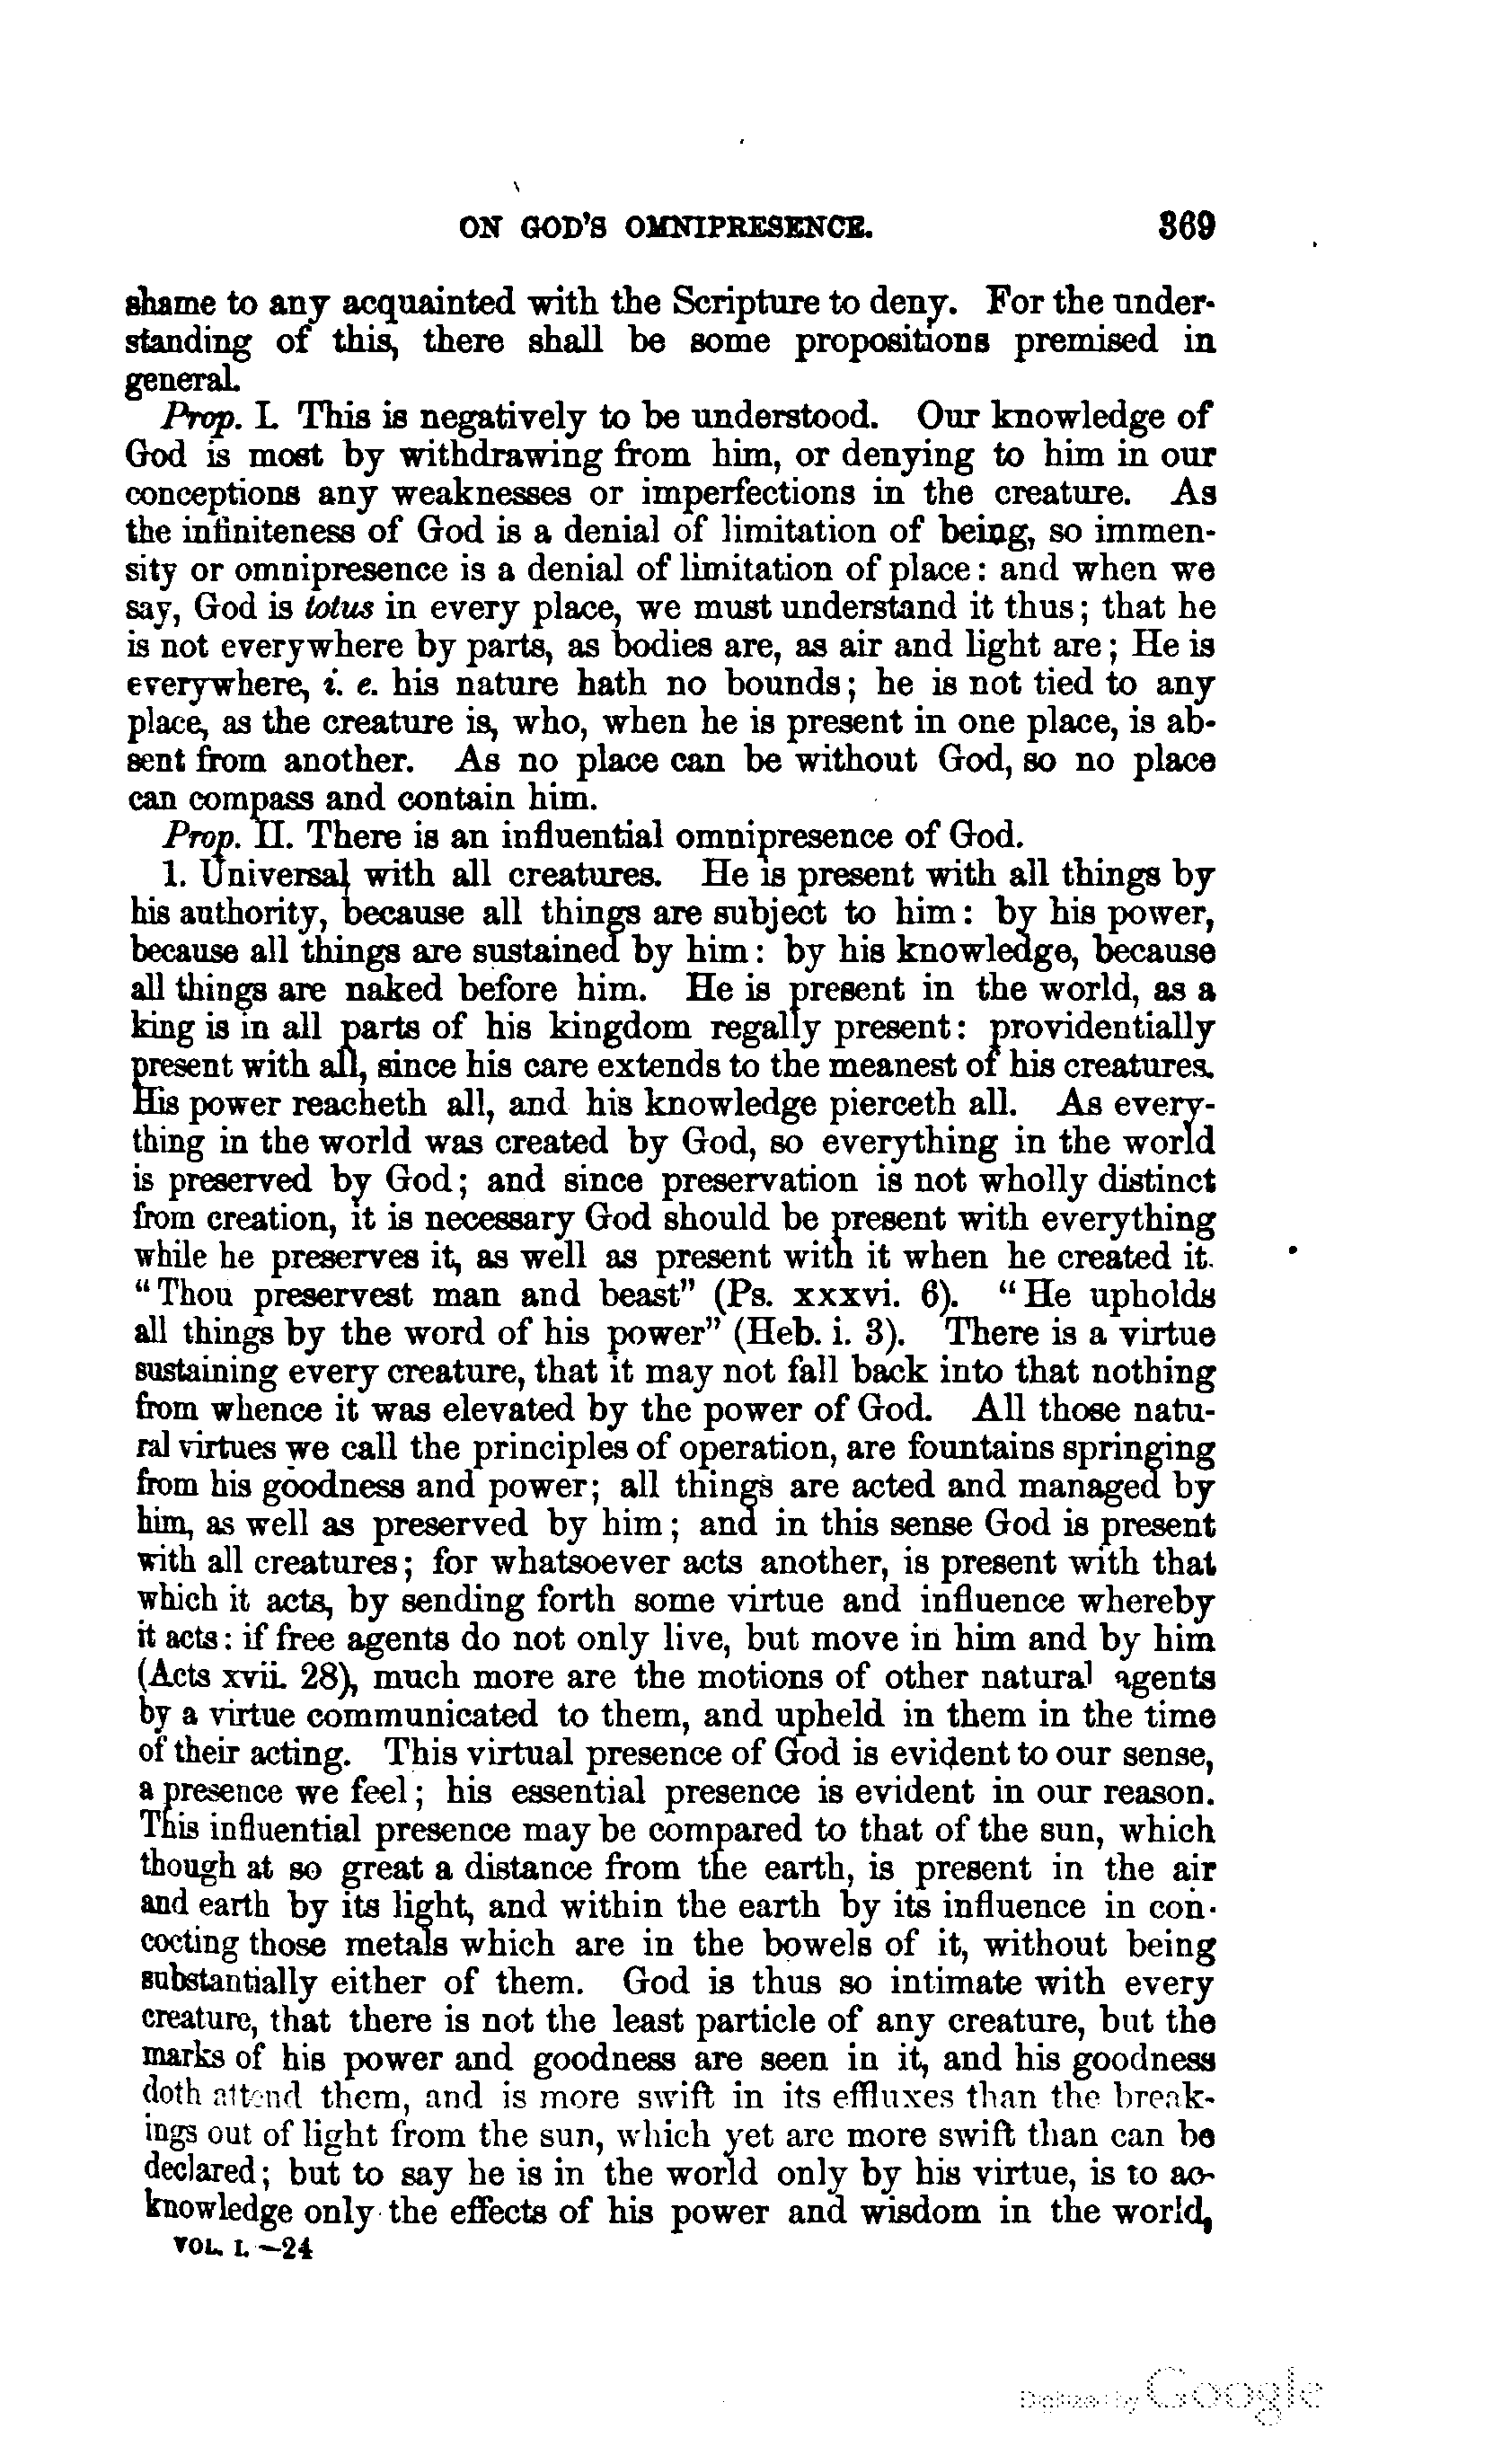 ON GOD'S OMNIPRESENCE. 369
shame to any acquainted with the Scripture to deny. For the under-
standing of this, there shall be some propositions premised in
general.
Prop. I. This is negatively to be understood. Our knowledge of
God is most by withdrawing from him, or denying to him in our
conceptions any weaknesses or imperfections in the creature. As
the infiniteness of God is a denial of limitation of being, so immen-
sity or omnipresence is a denial of limitation of place: and when we
say, God is totus in every place, we must understand it thus; that he
is not everywhere by parts, as bodies are, as air and light are; He is
everywhere, i. e. his nature hath no bounds; he is not tied to any
place, as the creature is, who, when he is present in one place, is ab-
sent from another. As no place can be without God, so no place
can compass and contain him.
Prop. II. There is an influential omnipresence of God.
1. Universal with all creatures. He is present with all things by
his authority, because all things are subject to him: by his power,
because all things are sustained by him: by his knowledge, because
all things are naked before him. He is present in the world, as a
king is in all parts of his kingdom regally present: providentially
present with all, since his care extends to the meanest of his creatures.
His power reacheth all, and his knowledge pierceth all. As every-
thing in the world was created by God, so everything in the world
is preserved by God; and since preservation is not wholly distinct
from creation, it is necessary God should be present with everything
while he preserves it, as well as present with it when he created it.
"Thou preservest man and beast" (Ps. xxxvi. 6). "He upholds
all things by the word of his power" (Heb. i. 3). There is a virtue
sustaining every creature, that it may not fall back into that nothing
from whence it was elevated by the power of God. All those natu-
ral virtues we call the principles of operation, are fountains springing
from his goodness and power; all things are acted and managed by
him, as well as preserved by him; and in this sense God is present
with all creatures; for whatsoever acts another, is present with that
which it acts, by sending forth some virtue and influence whereby
it acts: if free agents do not only live, but move in him and by him
(Acts xvii. 28), much more are the motions of other natural agents
by a virtue communicated to them, and upheld in them in the time
of their acting. This virtual presence of God is evident to our sense,
a presence we feel; his essential presence is evident in our reason.
This influential presence may be compared to that of the sun, which
though at so great a distance from the earth, is present in the air
and earth by its light, and within the earth by its influence in con-
cocting those metals which are in the bowels of it, without being
substantially either of them. God is thus so intimate with every
creature, that there is not the least particle of any creature, but the
marks of his power and goodness are seen in it, and his goodness
doth attend them, and is more swift in its effluxes than the break-
ings out of light from the sun, which yet are more swift than can be
declared; but to say he is in the world only by his virtue, is to ac-
knowledge only the effects of his power and wisdom in the world,
VOL. I.—24
Digitized by Google